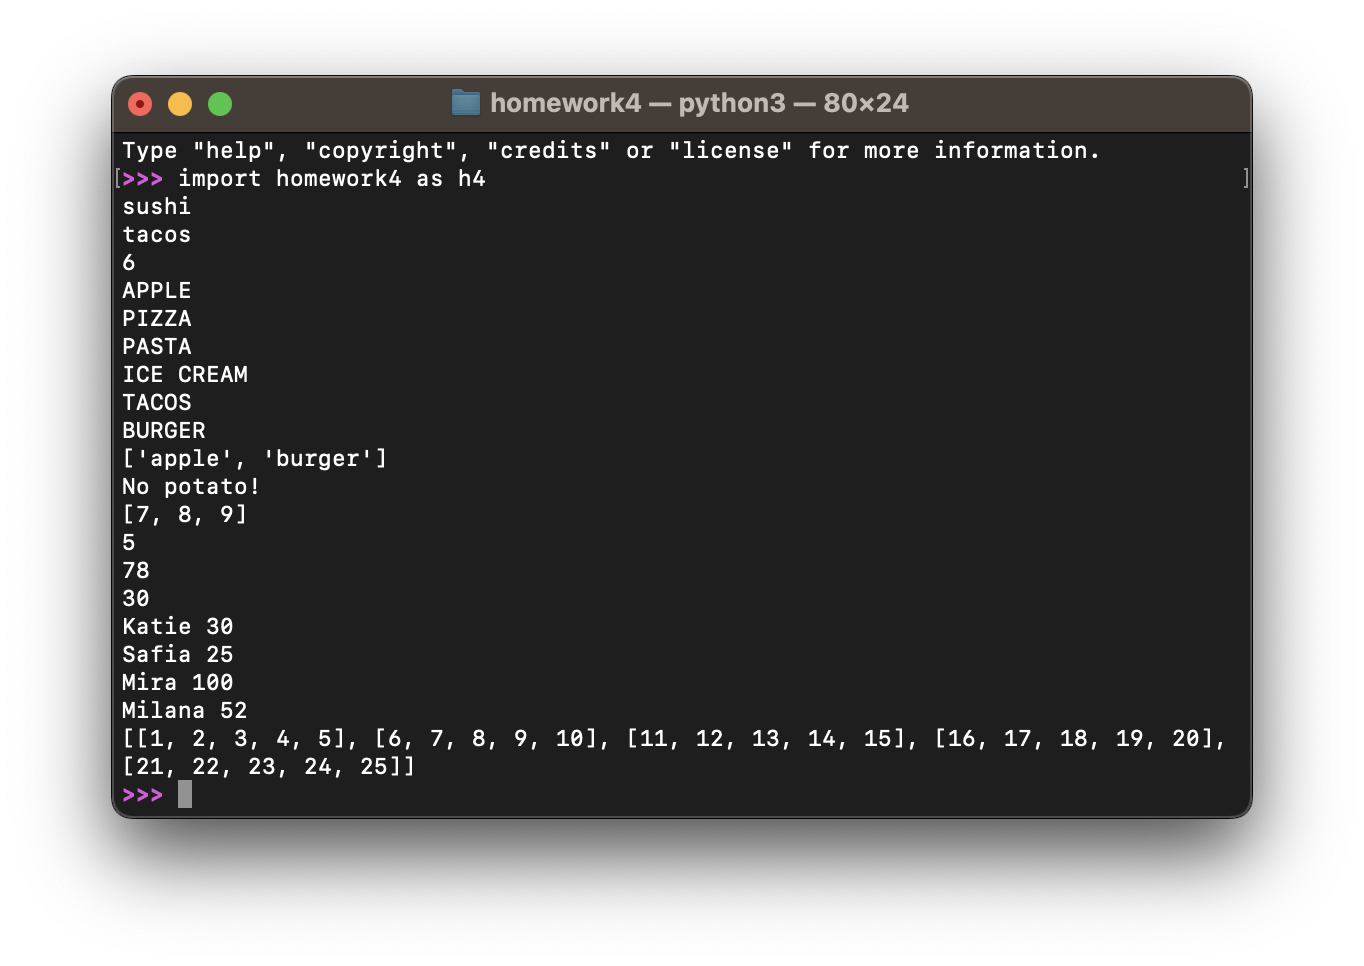 homework4 — python3 — 80×24
Type "help", "copyright", "credits" or "license" for more information.
[>>> import homework4 as h4 ]
sushi
tacos
6
APPLE
PIZZA
PASTA
ICE CREAM
TACOS
BURGER
['apple', 'burger']
No potato!
[7, 8, 9]
5
78
30
Katie 30
Safia 25
Mira 100
Milana 52
[[1, 2, 3, 4, 5], [6, 7, 8, 9, 10], [11, 12, 13, 14, 15], [16, 17, 18, 19, 20],
[21, 22, 23, 24, 25]]
>>>